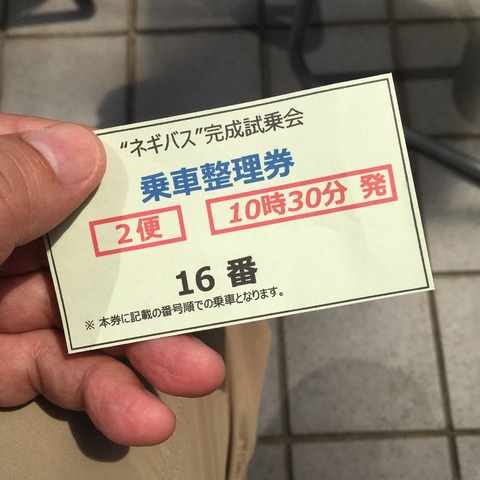 “ネギバス”完成試乗会
乗車整理券
2便 10時30分 発
16 番
※ 本券に記載の番号順での乗車となります。